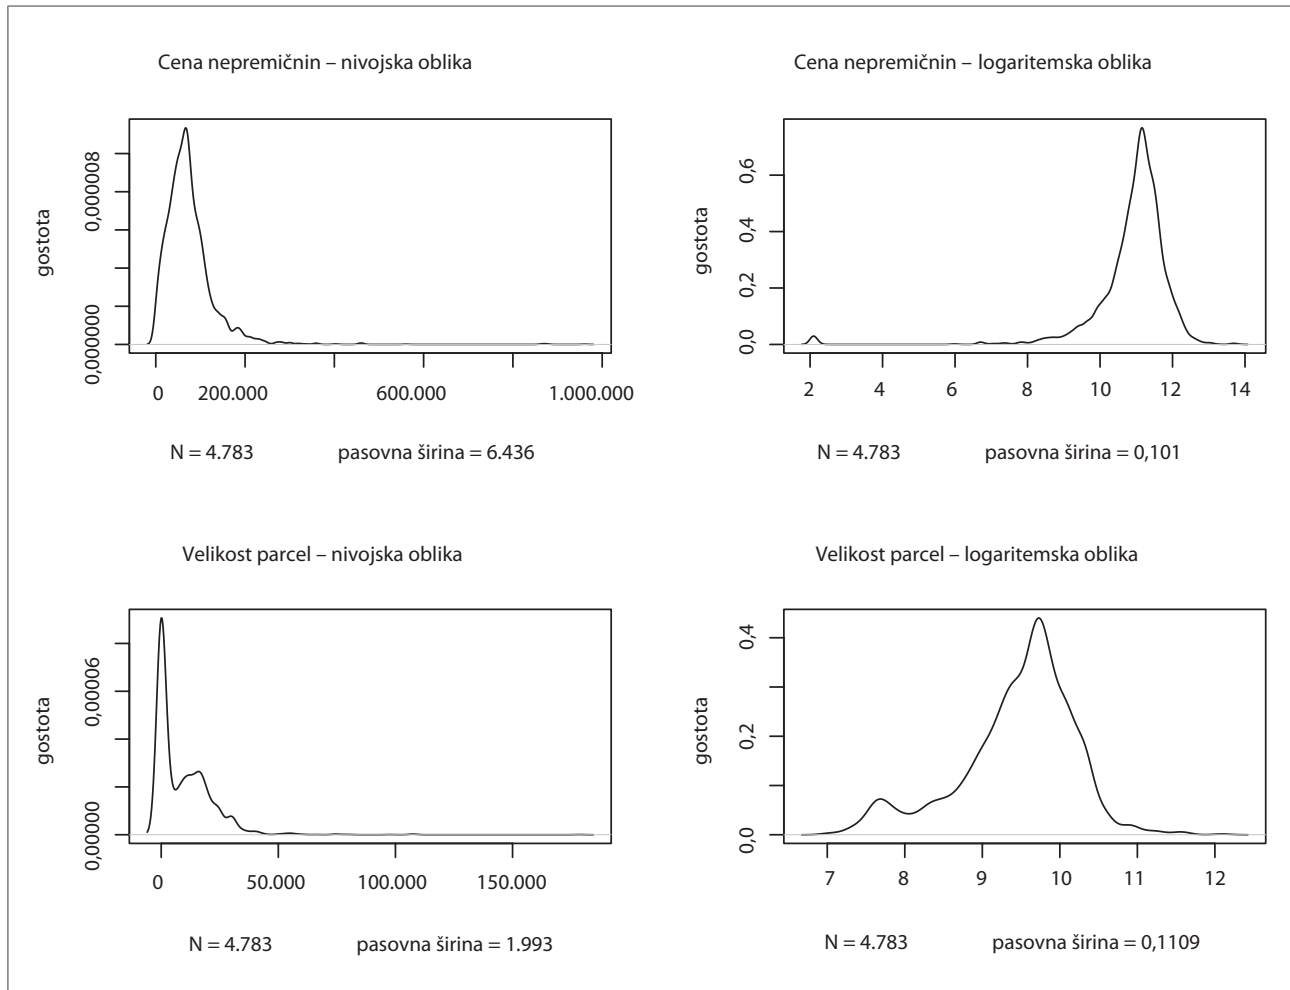 Cena nepremičnin – nivojska oblika
gostota
0,000008
0,000000
0 200.000 600.000 1.000.000
N = 4.783 pasovna širina = 6.436
Cena nepremičnin – logaritemska oblika
gostota
0,6
0,4
0,2
0,0
2 4 6 8 10 12 14
N = 4.783 pasovna širina = 0,101
Velikost parcel – nivojska oblika
gostota
0,00006
0,00000
0 50.000 100.000 150.000
N = 4.783 pasovna širina = 1.993
Velikost parcel – logaritemska oblika
gostota
0,4
0,2
0,0
7 8 9 10 11 12
N = 4.783 pasovna širina = 0,1109